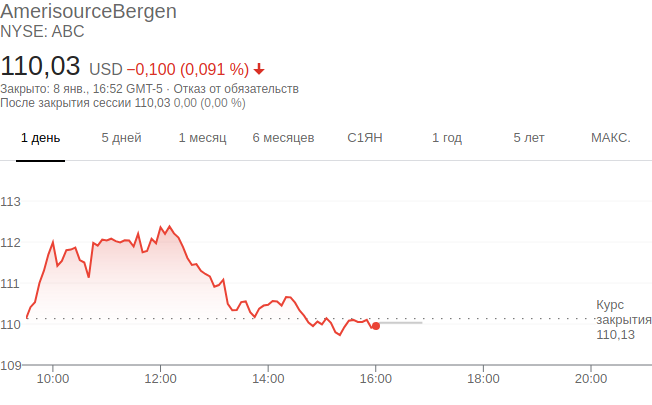 AmerisourceBergen
NYSE: ABC
110,03 USD −0,100 (0,091 %)
Закрыто: 8 янв., 16:52 GMT-5 · Отказ от обязательств
После закрытия сессии 110,03 0,00 (0,00 %)
1 день 5 дней 1 месяц 6 месяцев С1ЯН 1 год 5 лет МАКС.
113
112
111
110
109
Курс
закрытия
110,13
10:00 12:00 14:00 16:00 18:00 20:00